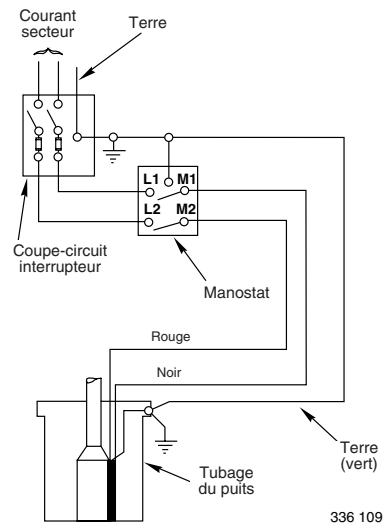 Courant
secteur
Terre
L1 M1
L2 M2
Coupe-circuit
interrupteur
Manostat
Rouge
Noir
Terre
(vert)
Tubage
du puits
336 109